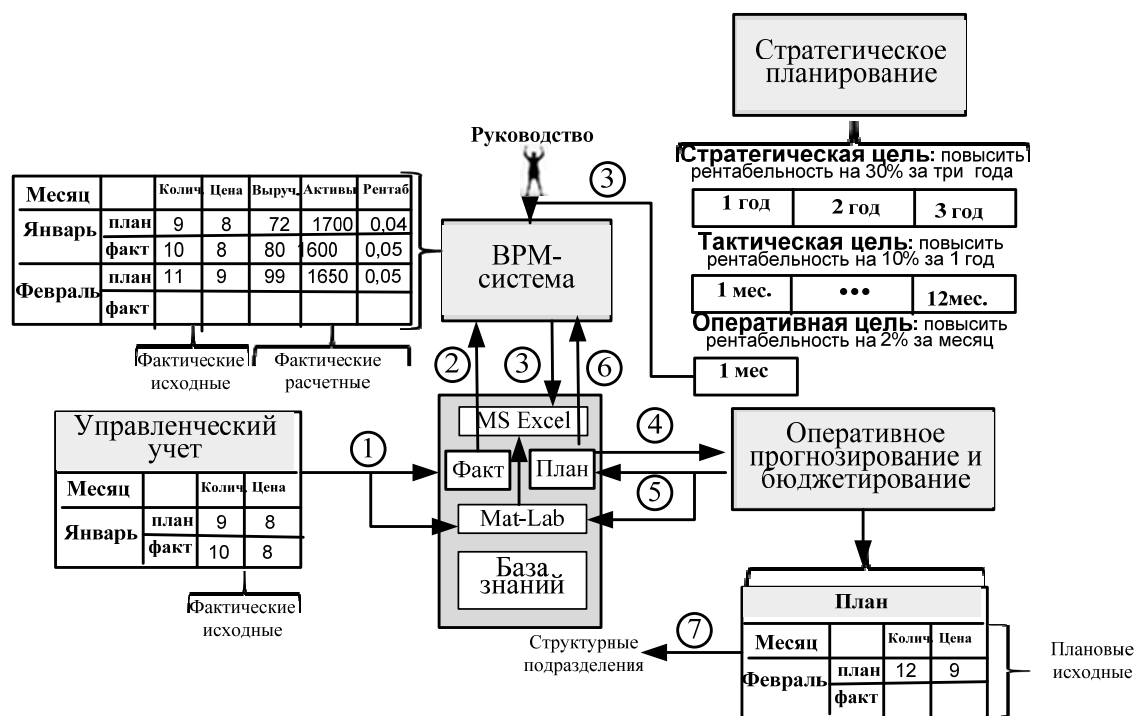 Стратегическое
планирование
Руководство
3
Стратегическая цель: повысить
рентабельность на 30% за три года
1 год 2 год 3 год
Тактическая цель: повысить
рентабельность на 10% за 1 год
1 мес. ••• 12мес.
Оперативная цель: повысить
рентабельность на 2% за месяц
1 мес
Месяц Колич. Цена Выруч. Активы Рентаб
Январь план 9 8 72 1700 0,04
факт 10 8 80 1600 0,05
Февраль план 11 9 99 1650 0,05
факт
Фактические
исходные
Фактические
расчетные
BPM-
система
2 3 6
Управленческий
учет
Месяц Колич. Цена
Январь план 9 8
факт 10 8
Фактические
исходные
1
MS Excel
Факт План
Mat-Lab
База
знаний
4
5
Оперативное
прогнозирование и
бюджетирование
План
Месяц Колич. Цена
Февраль план 12 9
факт
Плановые
исходные
7
Структурные
подразделения